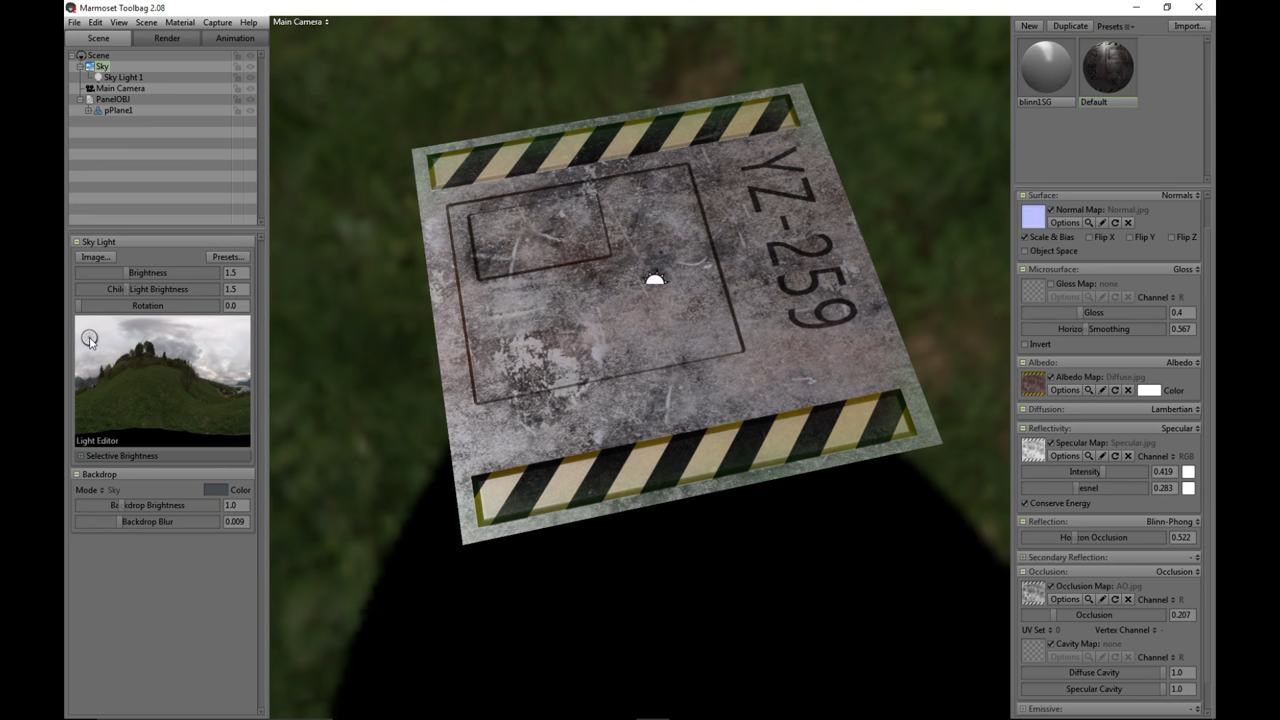 Marmoset Toolbag 2.08
File Edit View Scene Material Capture Help
Scene Render Animation
Scene
Sky
Sky Light 1
Main Camera
PanelOBJ
pPlane1
Sky Light
Image... Presets...
Brightness 1.5
Chil Light Brightness 1.5
Rotation 0.0
Light Editor
Selective Brightness
Backdrop
Mode Sky Color
Ba kdrop Brightness 1.0
Backdrop Blur 0.009
Main Camera
YZ-259
New Duplicate Presets Import...
blinn1SG Default
Surface: Normals
Normal Map: Normal.jpg
Options
Scale & Bias Flip X Flip Y Flip Z
Object Space
Microsurface: Gloss
Gloss Map: none
Options Channel R
Gloss 0.4
Horizo Smoothing 0.567
Invert
Albedo: Albedo
Albedo Map: Diffuse.jpg
Options Color
Diffusion: Lambertian
Reflectivity: Specular
Specular Map: Specular.jpg
Options Channel RGB
Intensity 0.419
esnel 0.283
Conserve Energy
Reflection: Blinn-Phong
Ho zon Occlusion 0.522
Secondary Reflection: -
Occlusion: Occlusion
Occlusion Map: AO.jpg
Options Channel R
Occlusion 0.207
UV Set 0 Vertex Channel -
Cavity Map: none
Options Channel R
Diffuse Cavity 1.0
Specular Cavity 1.0
Emissive: -